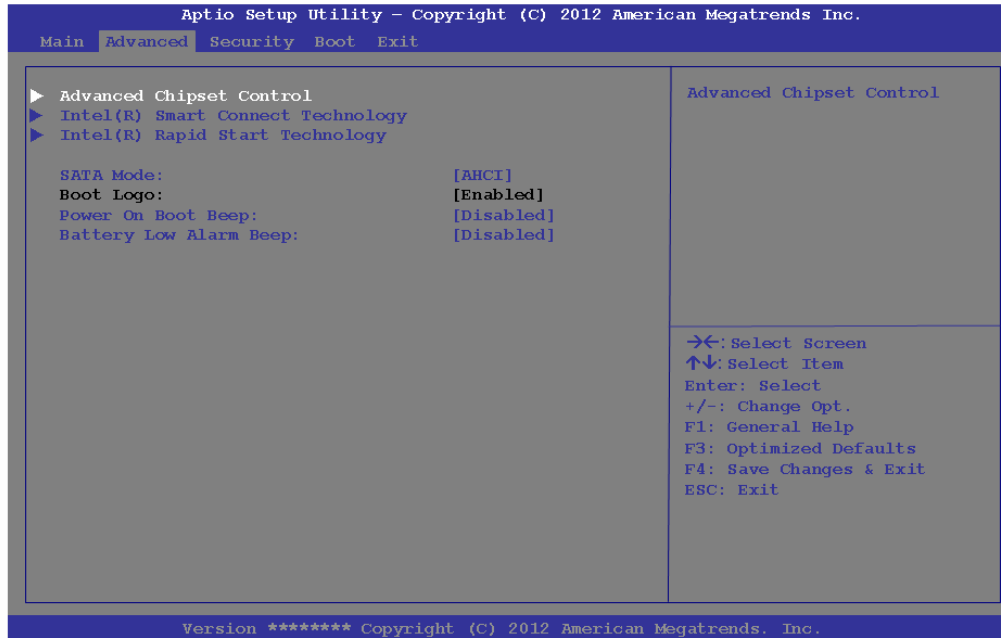 Aptio Setup Utility – Copyright (C) 2012 American Megatrends Inc.
Main Advanced Security Boot Exit
▶ Advanced Chipset Control
▶ Intel(R) Smart Connect Technology
▶ Intel(R) Rapid Start Technology
SATA Mode: [AHCI]
Boot Logo: [Enabled]
Power On Boot Beep: [Disabled]
Battery Low Alarm Beep: [Disabled]
Advanced Chipset Control
→←: Select Screen
↑↓: Select Item
Enter: Select
+/-: Change Opt.
F1: General Help
F3: Optimized Defaults
F4: Save Changes & Exit
ESC: Exit
Version ******** Copyright (C) 2012 American Megatrends. Inc.